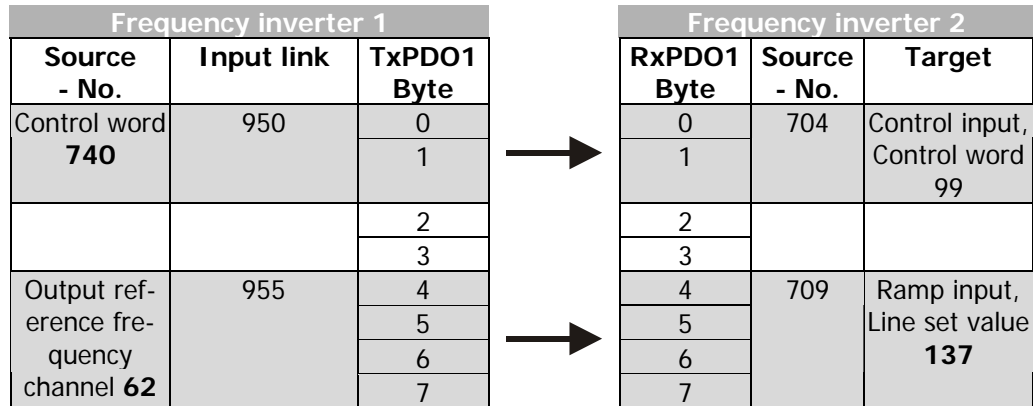 Frequency inverter 1
Frequency inverter 2
Source - No.
Input link
TxPDO1 Byte
RxPDO1 Byte
Source - No.
Target
Control word
950
0
0
704
Control input,
740
1
1
Control word
99
2
2
3
3
Output ref-
955
4
4
709
Ramp input,
erence fre-
5
5
Line set value
quency
6
6
137
channel 62
7
7